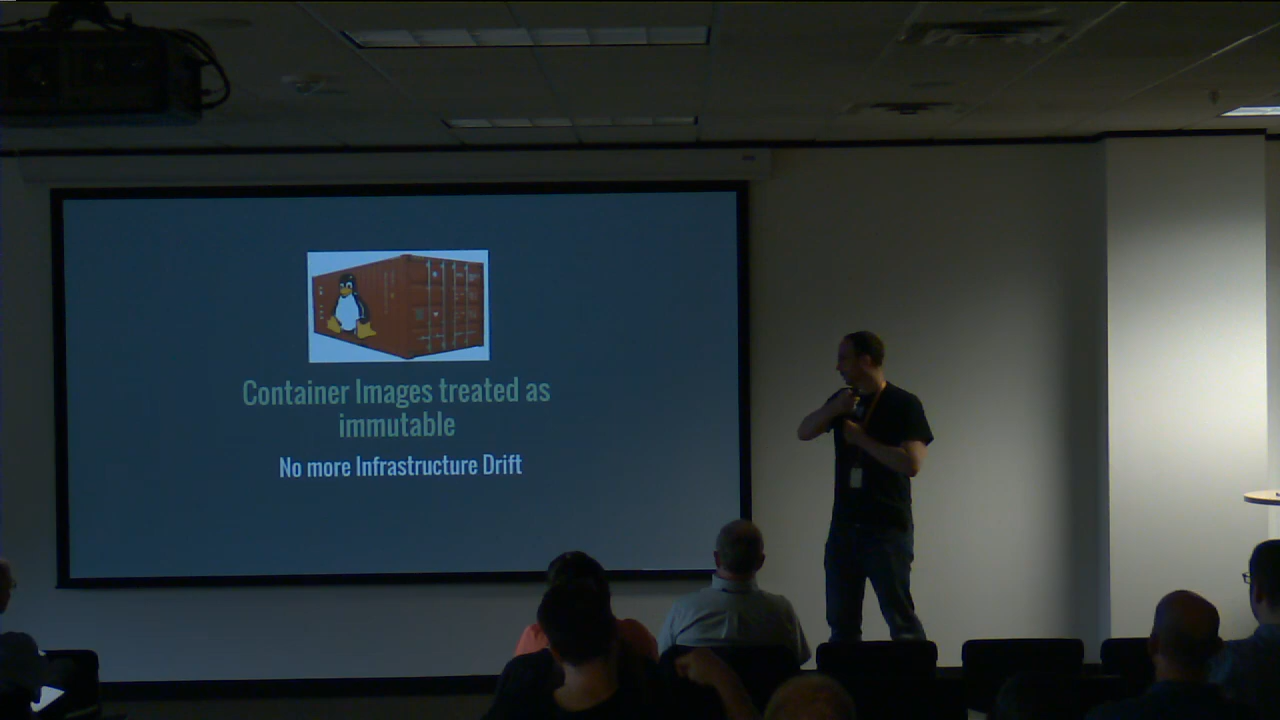 Container Images treated as
immutable
No more Infrastructure Drift